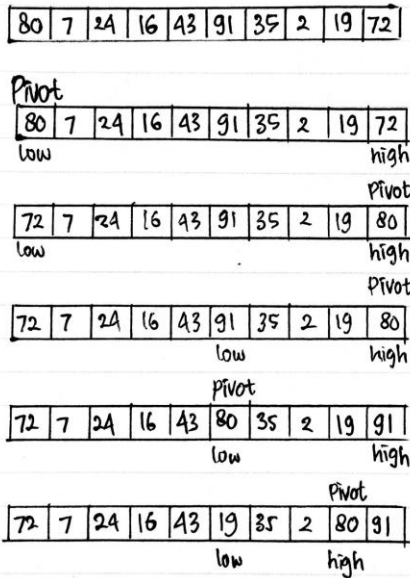 80 7 24 16 43 91 35 2 19 72
Pivot
80 7 24 16 43 91 35 2 19 72
low high
Pivot
72 7 24 16 43 91 35 2 19 80
low high
Pivot
72 7 24 16 43 91 35 2 19 80
low high
Pivot
72 7 24 16 43 80 35 2 19 91
low high
Pivot
72 7 24 16 43 19 35 2 80 91
low high